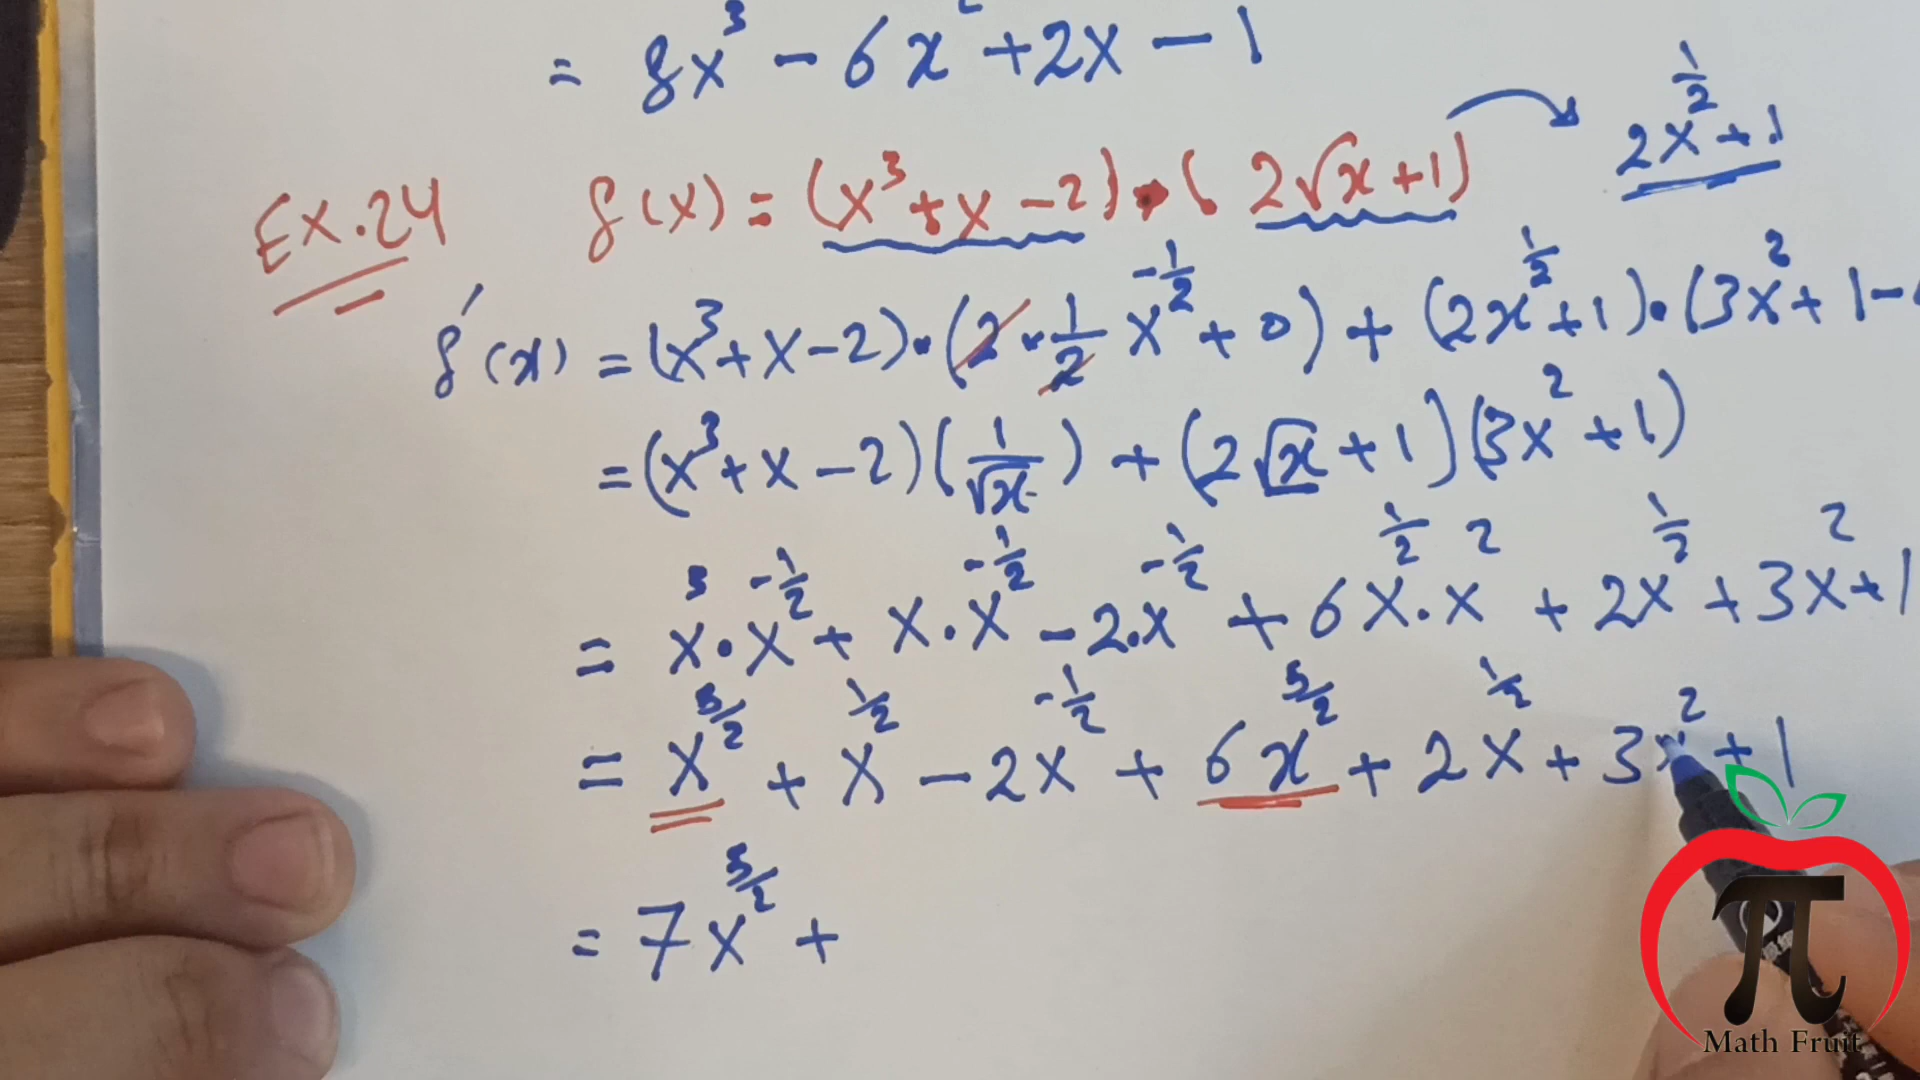 = 8x³ - 6x² + 2x - 1
Ex.24 f(x) = (x³ + x - 2) • (2√x + 1) 2x^½ + 1
f'(x) = (x³ + x - 2) • (2 • ½ x^-½ + 0) + (2x^½ + 1) • (3x² + 1 -
= (x³ + x - 2)(1/√x) + (2√x + 1)(3x² + 1)
= x³ • x^-½ + x • x^-½ - 2 • x^-½ + 6x^½ • x² + 2x^½ + 3x² + 1
= x^5/2 + x^½ - 2x^-½ + 6x^5/2 + 2x^½ + 3x² + 1
= 7x^5/2 +
π
Math Fruit